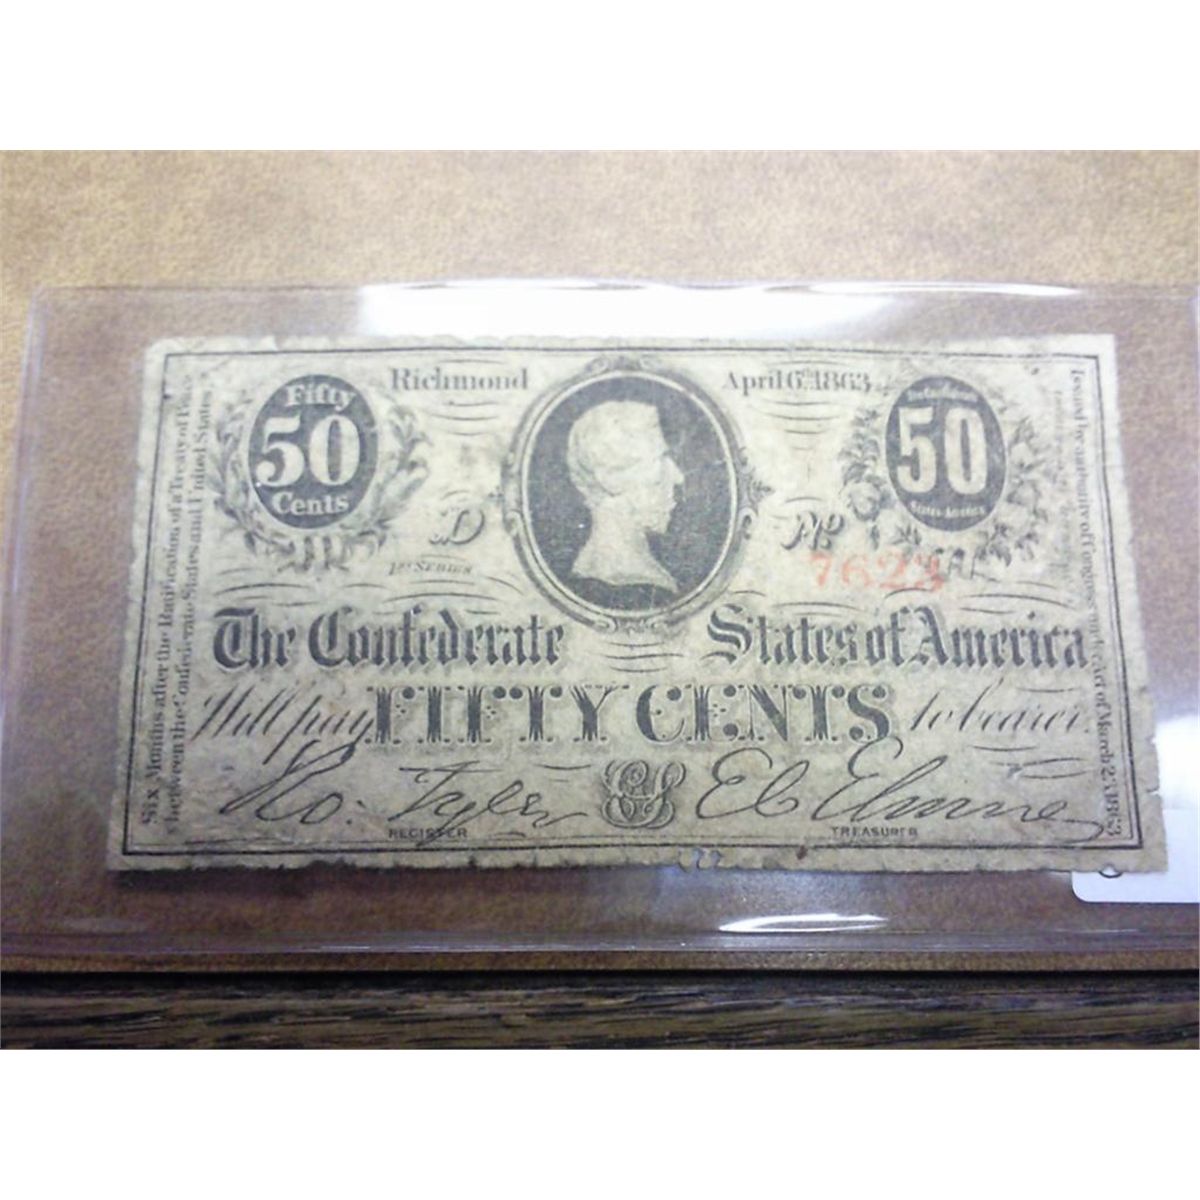 Richmond April 6th 1863
Fifty
50
Cents
50
D No
1st SERIES 7623
The Confederate States of America
Will pay FIFTY CENTS to bearer
Ro. Tyler
CS
REGISTER TREASURER
Six Months after the Ratification of a Treaty of Peace
between the Confederate States and United States
Issued by authority of Congress Act of March 23, 1863